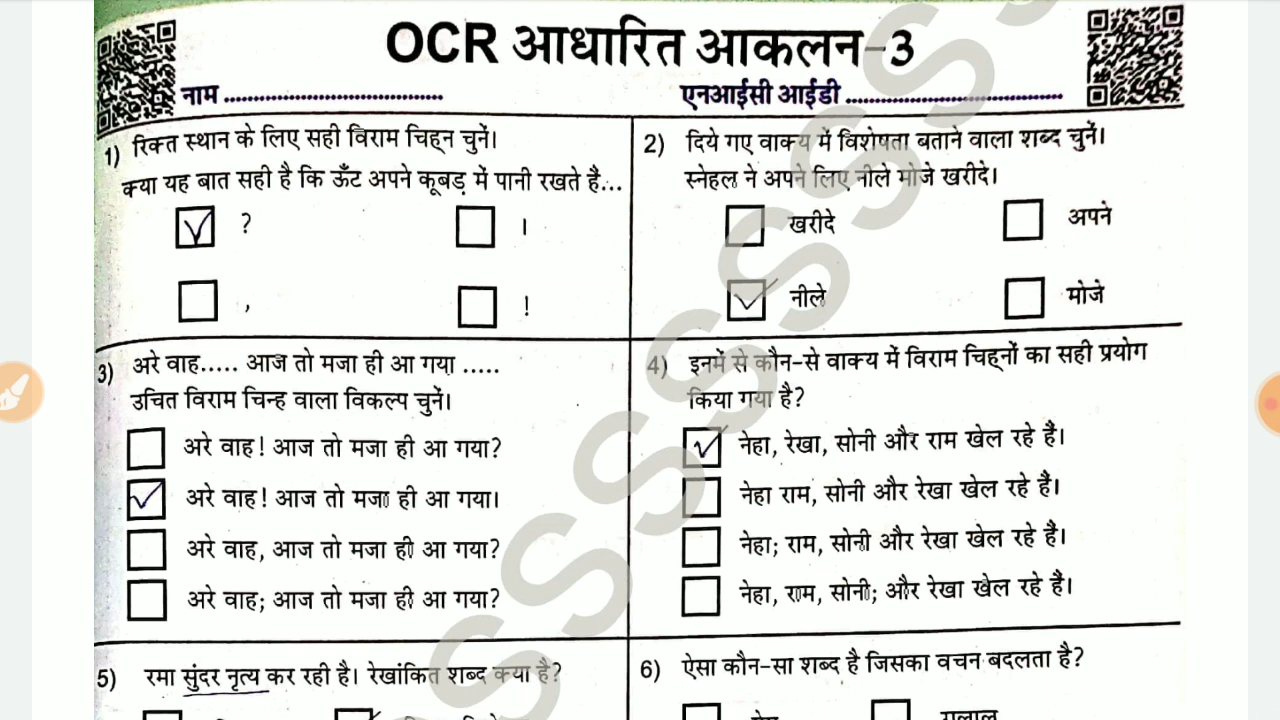 OCR आधारित आकलन-3
नाम ........................................ एनआईसी आईडी ........................................
1) रिक्त स्थान के लिए सही विराम चिह्न चुनें।
क्या यह बात सही है कि ऊँट अपने कूबड़ में पानी रखते हैं...
? ।
, !
2) दिये गए वाक्य में विशेषता बताने वाला शब्द चुनें।
स्नेहल ने अपने लिए नीले मोजे खरीदे।
खरीदे अपने
नीले मोजे
3) अरे वाह..... आज तो मजा ही आ गया .....
उचित विराम चिन्ह वाला विकल्प चुनें।
अरे वाह! आज तो मजा ही आ गया?
अरे वाह! आज तो मजा ही आ गया।
अरे वाह, आज तो मजा ही आ गया?
अरे वाह; आज तो मजा ही आ गया?
4) इनमें से कौन-से वाक्य में विराम चिह्नों का सही प्रयोग
किया गया है?
नेहा, रेखा, सोनी और राम खेल रहे हैं।
नेहा राम, सोनी और रेखा खेल रहे हैं।
नेहा; राम, सोनी और रेखा खेल रहे हैं।
नेहा, राम, सोनी; और रेखा खेल रहे हैं।
5) रमा सुंदर नृत्य कर रही है। रेखांकित शब्द क्या है?
6) ऐसा कौन-सा शब्द है जिसका वचन बदलता है?
SSSSSSSS